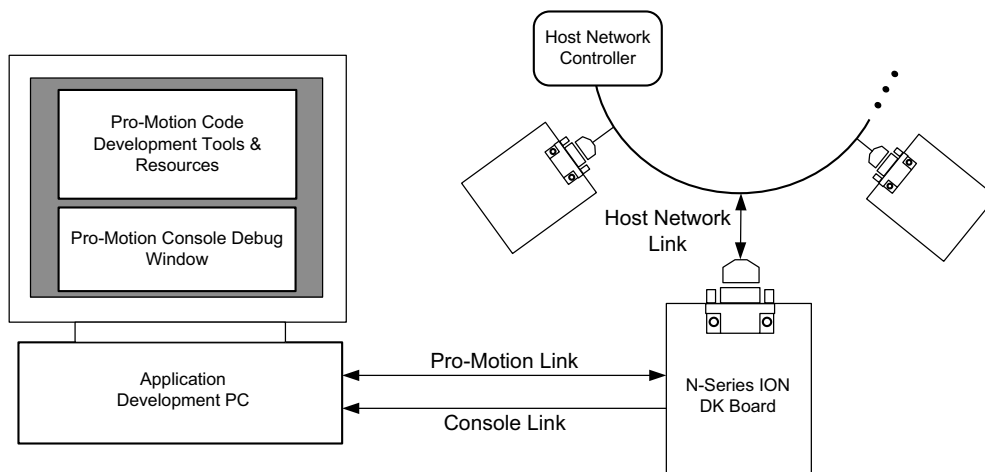 Host Network
Controller
Pro-Motion Code
Development Tools &
Resources
Pro-Motion Console Debug
Window
Host Network
Link
Pro-Motion Link
Application
Development PC
Console Link
N-Series ION
DK Board